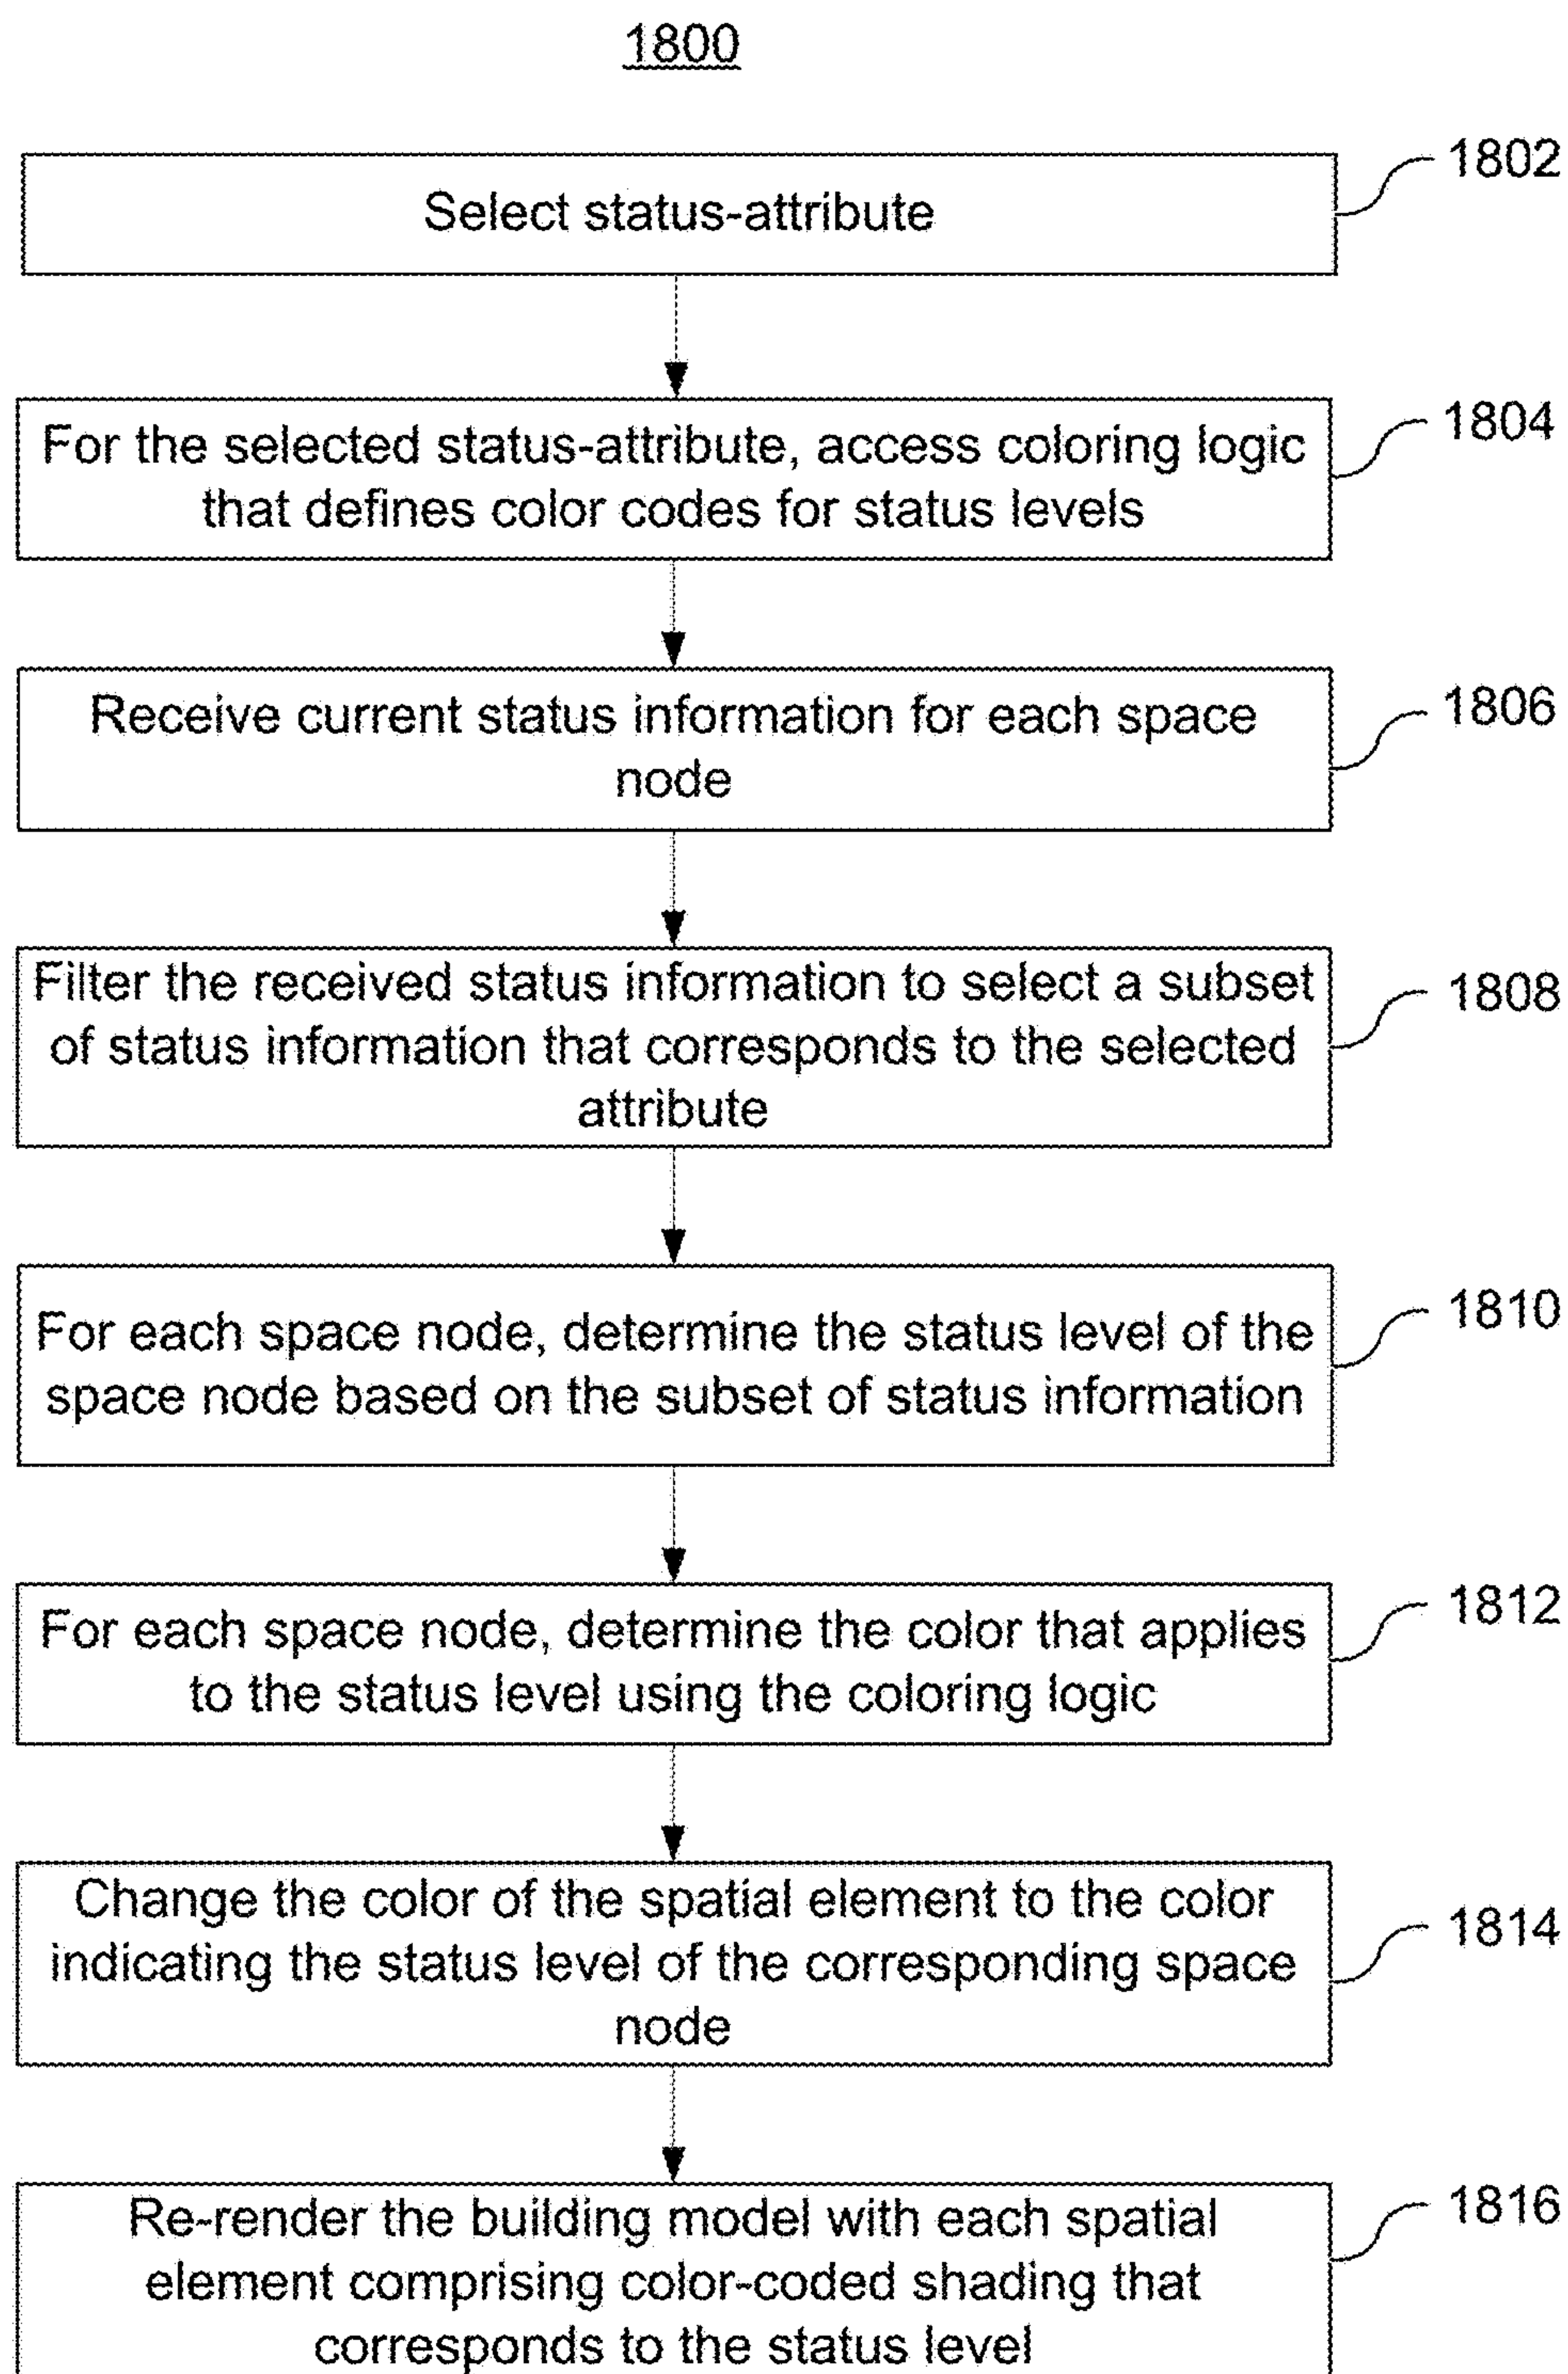 1800
Select status-attribute
1802
For the selected status-attribute, access coloring logic
that defines color codes for status levels
1804
Receive current status information for each space
node
1806
Filter the received status information to select a subset
of status information that corresponds to the selected
attribute
1808
For each space node, determine the status level of the
space node based on the subset of status information
1810
For each space node, determine the color that applies
to the status level using the coloring logic
1812
Change the color of the spatial element to the color
indicating the status level of the corresponding space
node
1814
Re-render the building model with each spatial
element comprising color-coded shading that
corresponds to the status level
1816